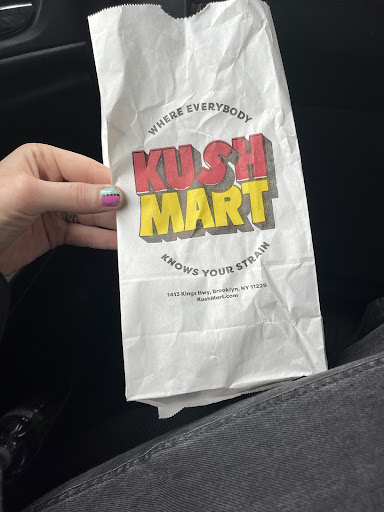 WHERE EVERYBODY
KUSH
MART
KNOWS YOUR STRAIN
1413 Kings Hwy, Brooklyn, NY 11229
KushMart.com